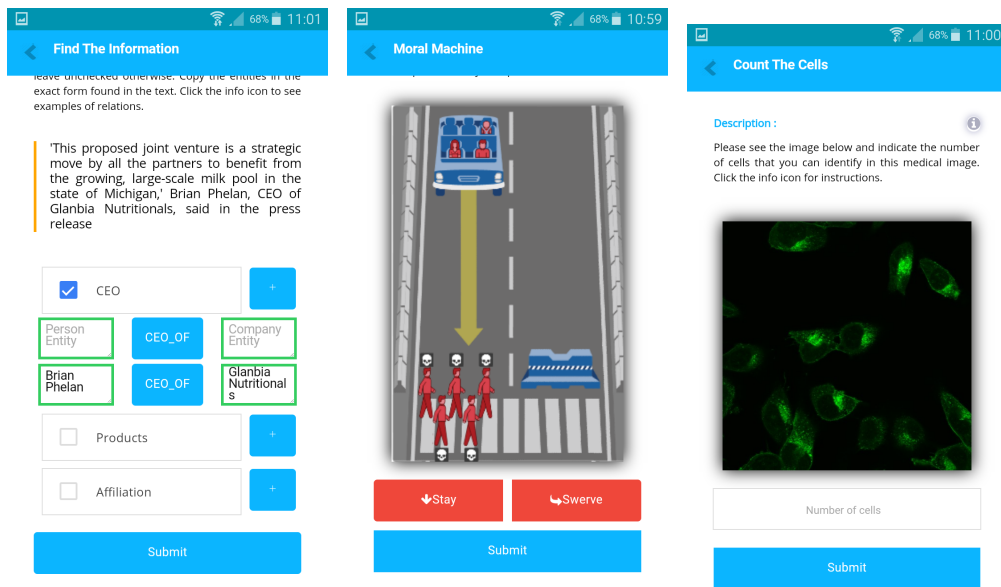 68% 11:01
Find The Information
leave unchecked otherwise. Copy the entities in the
exact form found in the text. Click the info icon to see
examples of relations.
'This proposed joint venture is a strategic
move by all the partners to benefit from
the growing, large-scale milk pool in the
state of Michigan,' Brian Phelan, CEO of
Glanbia Nutritionals, said in the press
release
CEO
+
Person
Entity
CEO_OF
Company
Entity
Brian
Phelan
CEO_OF
Glanbia
Nutritional
s
Products
+
Affiliation
+
Submit
68% 10:59
Moral Machine
Stay
Swerve
Submit
68% 11:00
Count The Cells
Description :
Please see the image below and indicate the number
of cells that you can identify in this medical image.
Click the info icon for instructions.
Number of cells
Submit